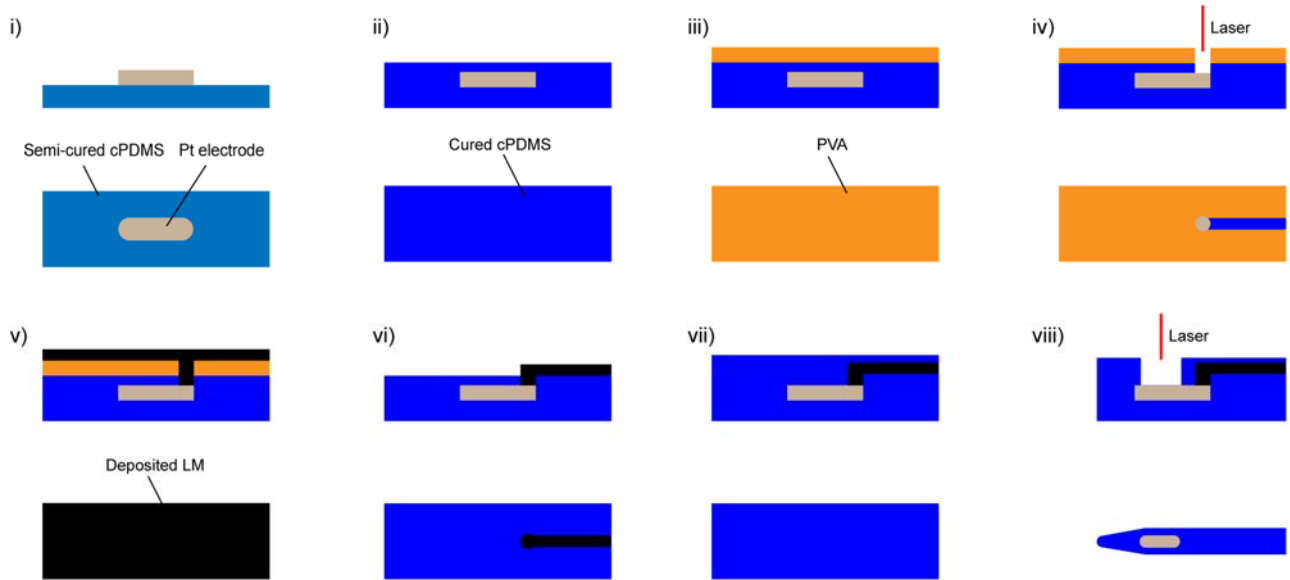 i)
ii)
iii)
iv)
Laser
Semi-cured cPDMS
Pt electrode
Cured cPDMS
PVA
v)
vi)
vii)
viii)
Laser
Deposited LM